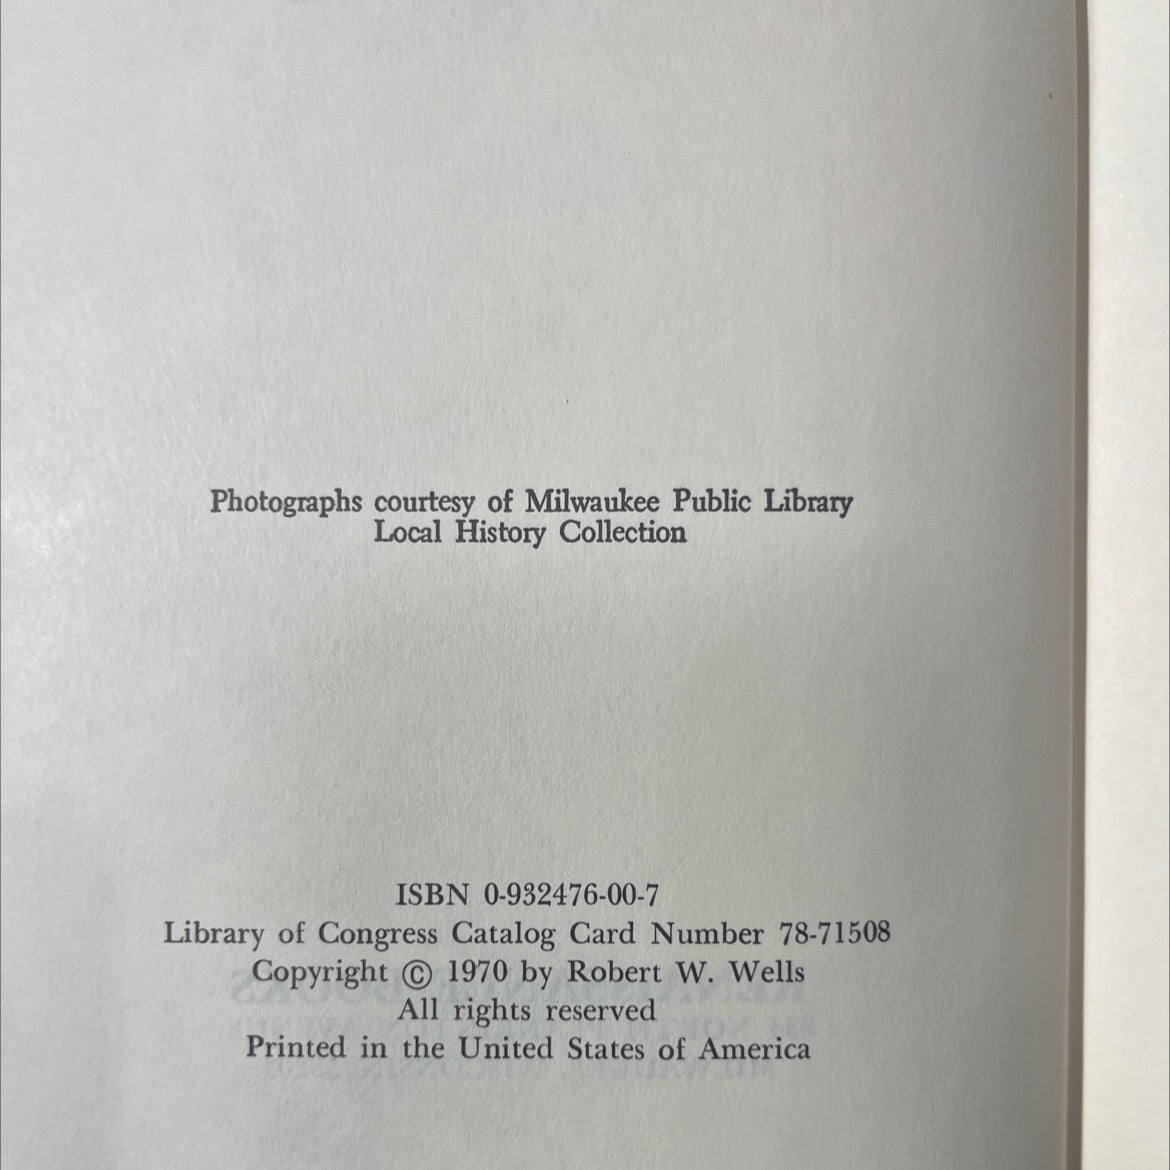 Photographs courtesy of Milwaukee Public Library
Local History Collection
ISBN 0-932476-00-7
Library of Congress Catalog Card Number 78-71508
Copyright © 1970 by Robert W. Wells
All rights reserved
Printed in the United States of America